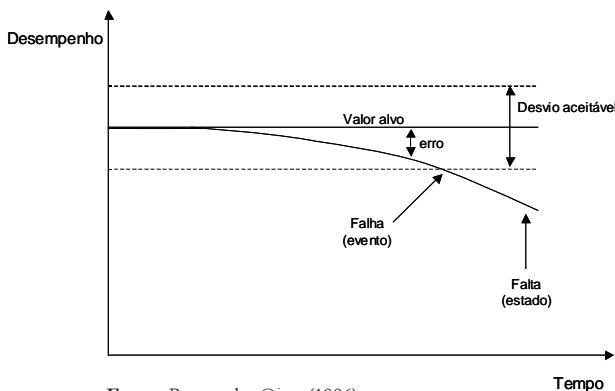 Desempenho
Desvio aceitável
Valor alvo
erro
Falha
(evento)
Falta
(estado)
Tempo